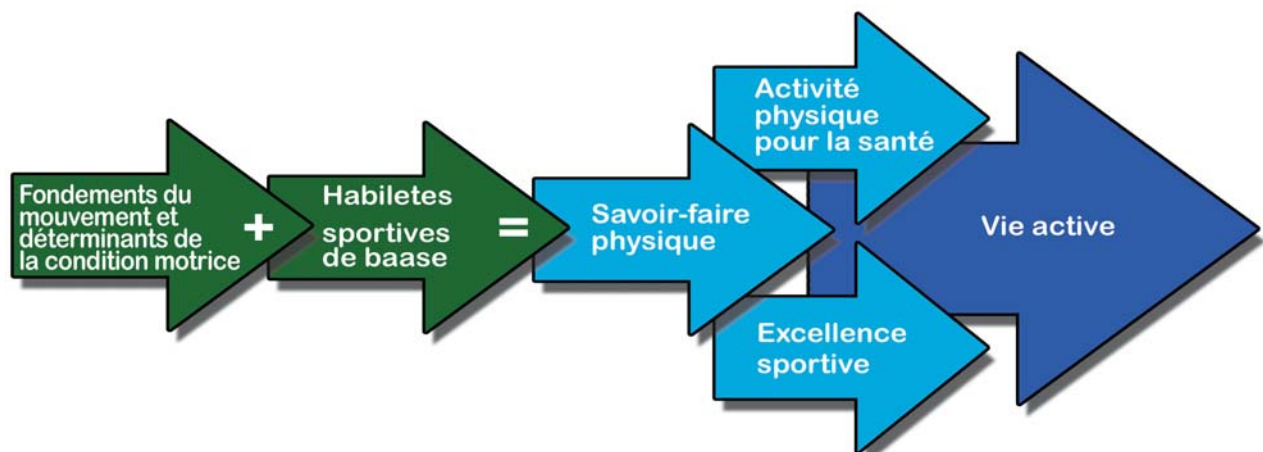 Fondements du
mouvement et
déterminants de
la condition motrice
+
Habiletes
sportives
de baase
=
Savoir-faire
physique
Activité
physique
pour la santé
Excellence
sportive
Vie active